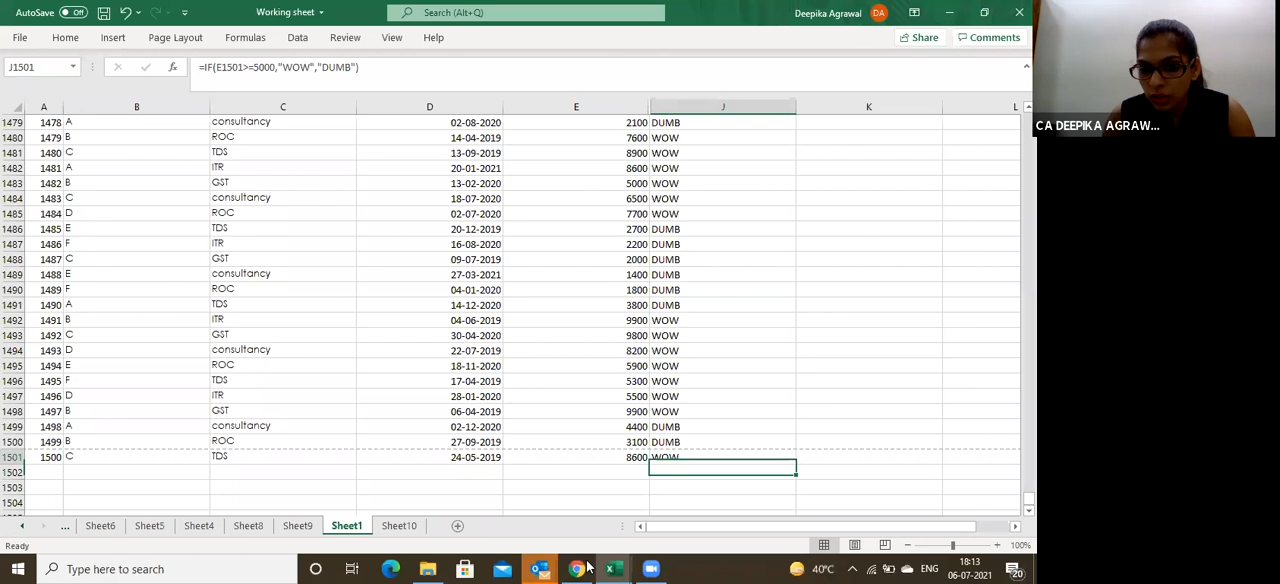 AutoSave Off Working sheet Search (Alt+Q) Deepika Agrawal DA
File Home Insert Page Layout Formulas Data Review View Help Share Comments
J1501 fx =IF(E1501>=5000,"WOW","DUMB")
CA DEEPIKA AGRAW...
A B C D E J K L
1479 1478 A consultancy 02-08-2020 2100 DUMB
1480 1479 B ROC 14-04-2019 7600 WOW
1481 1480 C TDS 13-09-2019 8900 WOW
1482 1481 A ITR 20-01-2021 8600 WOW
1483 1482 B GST 13-02-2020 5000 WOW
1484 1483 C consultancy 18-07-2020 6500 WOW
1485 1484 D ROC 02-07-2020 7700 WOW
1486 1485 E TDS 20-12-2019 2700 DUMB
1487 1486 F ITR 16-08-2020 2200 DUMB
1488 1487 C GST 09-07-2019 2000 DUMB
1489 1488 E consultancy 27-03-2021 1400 DUMB
1490 1489 F ROC 04-01-2020 1800 DUMB
1491 1490 A TDS 14-12-2020 3800 DUMB
1492 1491 B ITR 04-06-2019 9900 WOW
1493 1492 C GST 30-04-2020 9800 WOW
1494 1493 D consultancy 22-07-2019 8200 WOW
1495 1494 E ROC 18-11-2020 5900 WOW
1496 1495 F TDS 17-04-2019 5300 WOW
1497 1496 D ITR 28-01-2020 5500 WOW
1498 1497 B GST 06-04-2019 9900 WOW
1499 1498 A consultancy 02-12-2020 4400 DUMB
1500 1499 B ROC 27-09-2019 3100 DUMB
1501 1500 C TDS 24-05-2019 8600 WOW
1502
1503
1504
... Sheet6 Sheet5 Sheet4 Sheet8 Sheet9 Sheet1 Sheet10
Ready 100%
Type here to search 40°C ENG 18:13
06-07-2021 20